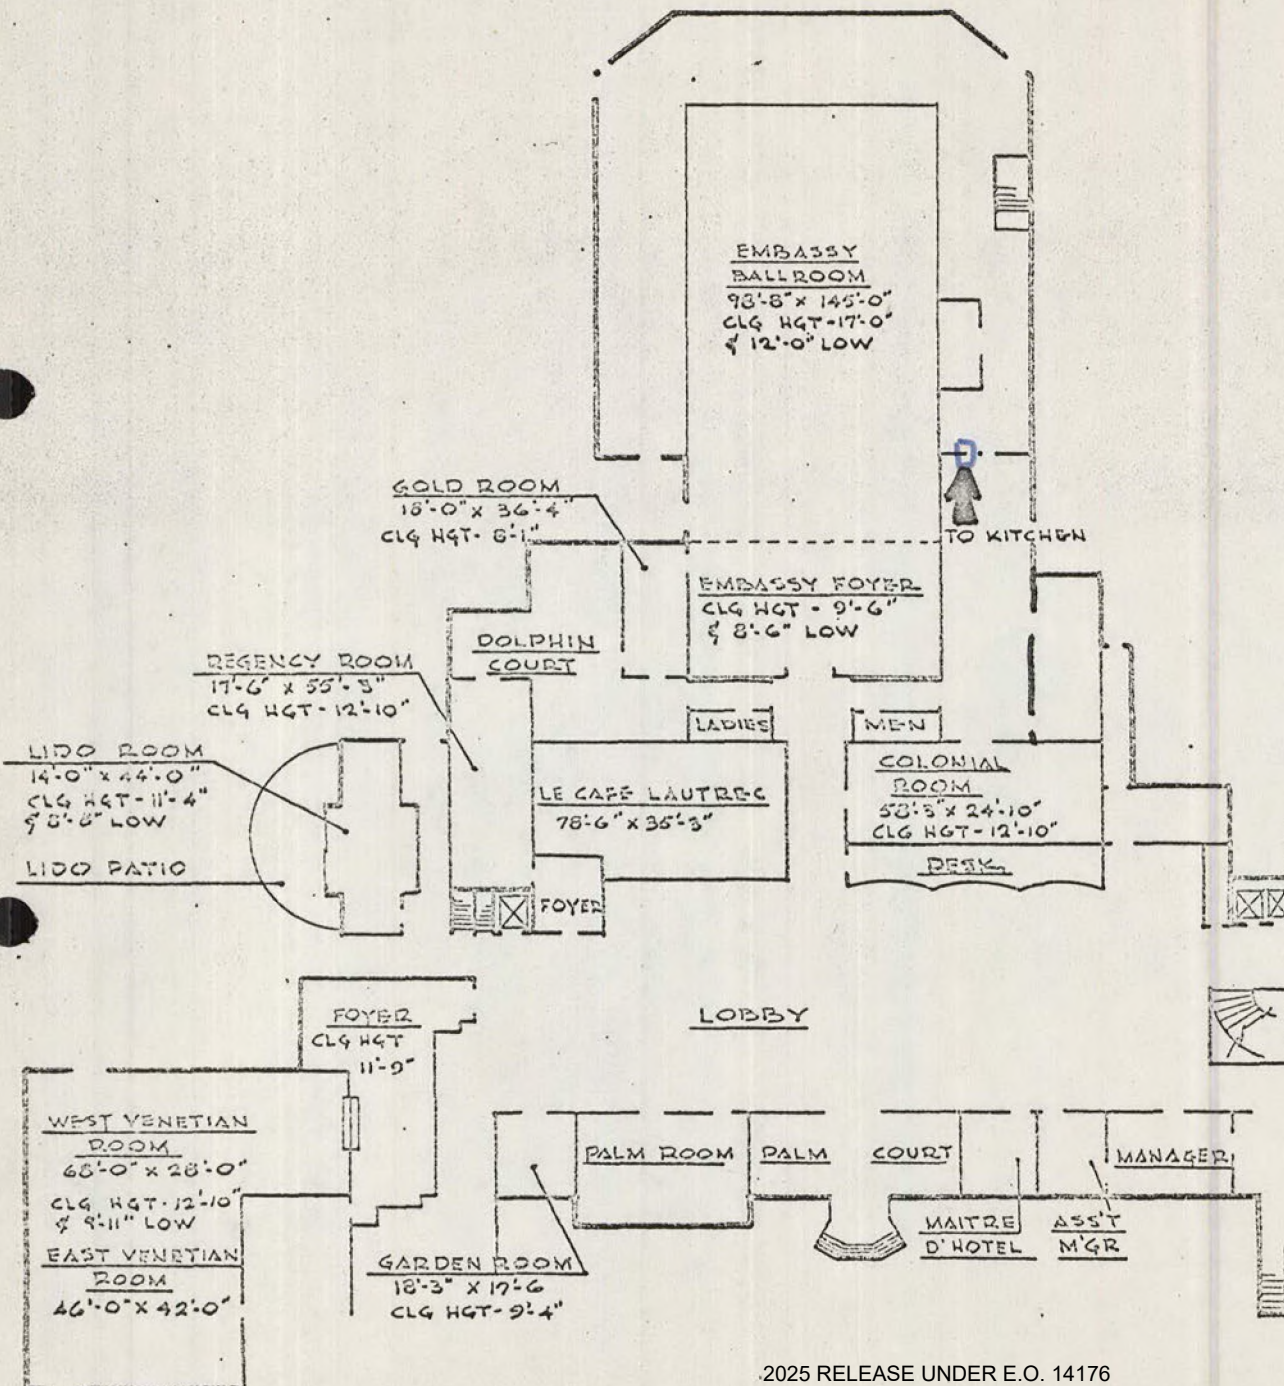 EMBASSY
BALLROOM
98'-8" x 145'-0"
CLG HGT-17'-0"
& 12'-0" LOW
GOLD ROOM
18'-0" x 36'-4"
CLG HGT- 8'-1"
TO KITCHEN
EMBASSY FOYER
CLG HGT - 9'-6"
& 8'-6" LOW
DOLPHIN
COURT
REGENCY ROOM
17'-6" x 55'-3"
CLG HGT-12'-10"
LADIES
MEN
LIDO ROOM
14'-0" x 44'-0"
CLG HGT-11'-4"
& 8'-8" LOW
LE CAFE LAUTREC
78'-6" x 35'-3"
COLONIAL
ROOM
58'-3" x 24'-10"
CLG HGT-12'-10"
LIDO PATIO
DESK
FOYER
LOBBY
FOYER
CLG HGT
11'-9"
WEST VENETIAN
ROOM
68'-0" x 28'-0"
CLG HGT-12'-10"
& 9'-11" LOW
EAST VENETIAN
ROOM
46'-0" x 42'-0"
PALM ROOM
PALM COURT
MANAGER
GARDEN ROOM
18'-3" x 17'-6
CLG HGT-9'-4"
MAITRE
D'HOTEL
ASS'T
M'GR
2025 RELEASE UNDER E.O. 14176